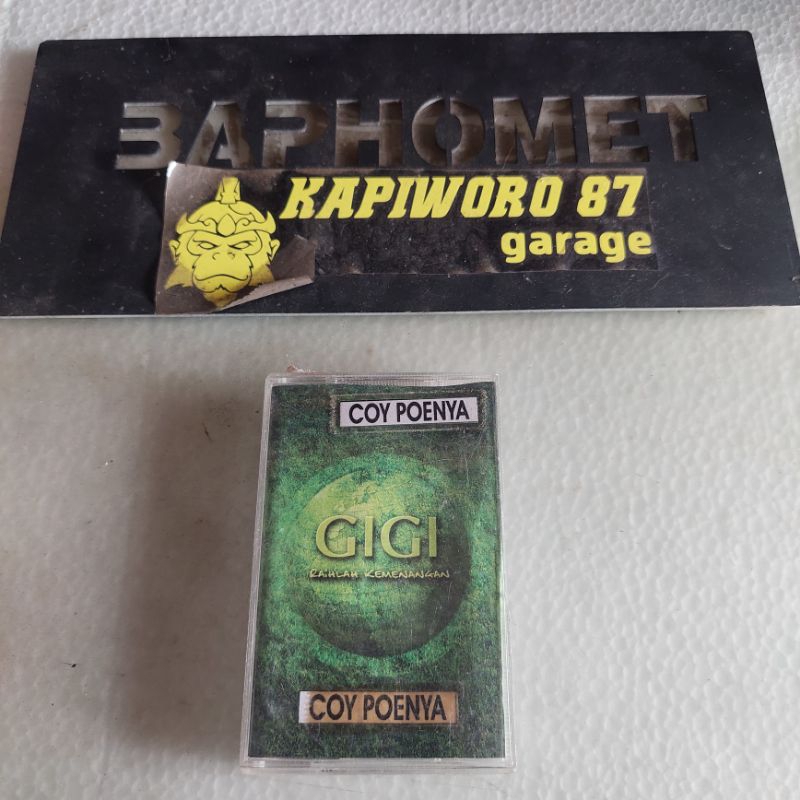 BAPHOMET
KAPIWORO 87
garage
COY POENYA
GIGI
RAIHLAH KEMENANGAN
COY POENYA